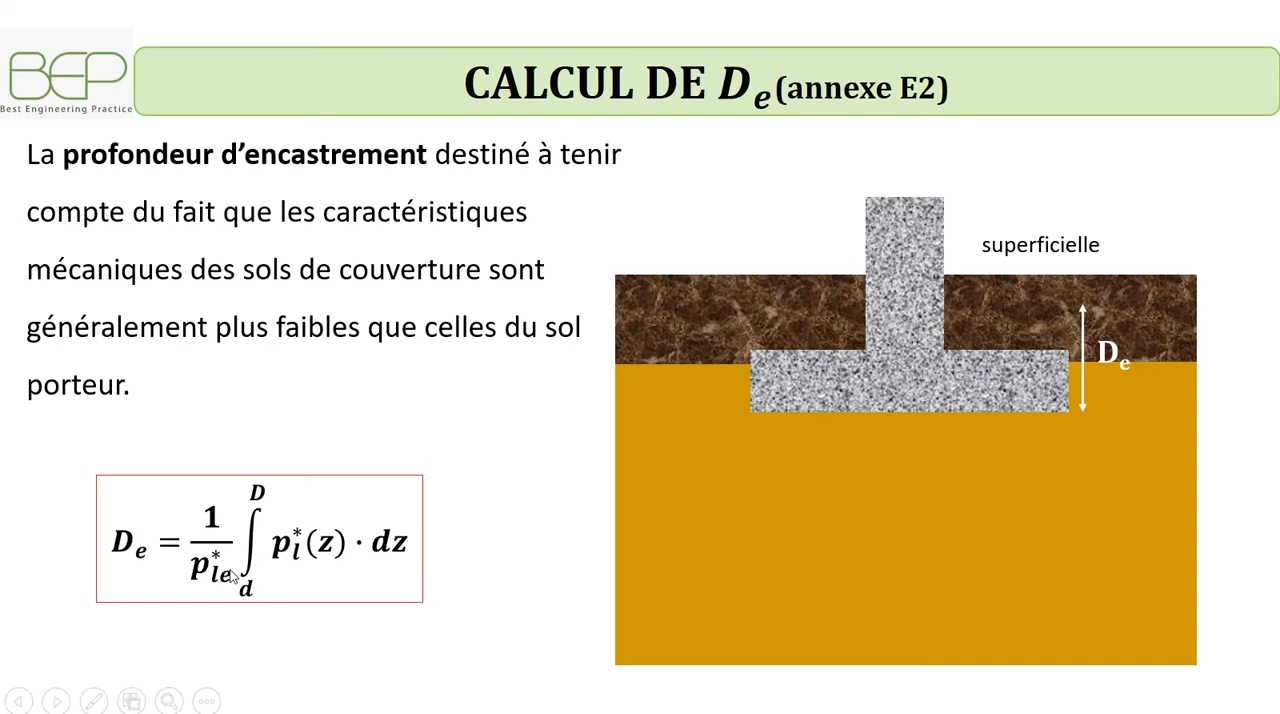 BEP
Best Engineering Practice
CALCUL DE Dₑ (annexe E2)
La profondeur d’encastrement destiné à tenir
compte du fait que les caractéristiques
mécaniques des sols de couverture sont
généralement plus faibles que celles du sol
porteur.
superficielle
Dₑ
Dₑ = 1/p*ₗₑ ∫_d^D p*ₗ(z) · dz